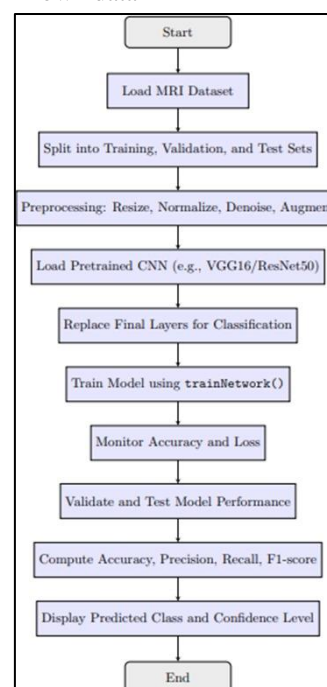 Start
Load MRI Dataset
Split into Training, Validation, and Test Sets
Preprocessing: Resize, Normalize, Denoise, Augmen
Load Pretrained CNN (e.g., VGG16/ResNet50)
Replace Final Layers for Classification
Train Model using trainNetwork()
Monitor Accuracy and Loss
Validate and Test Model Performance
Compute Accuracy, Precision, Recall, F1-score
Display Predicted Class and Confidence Level
End